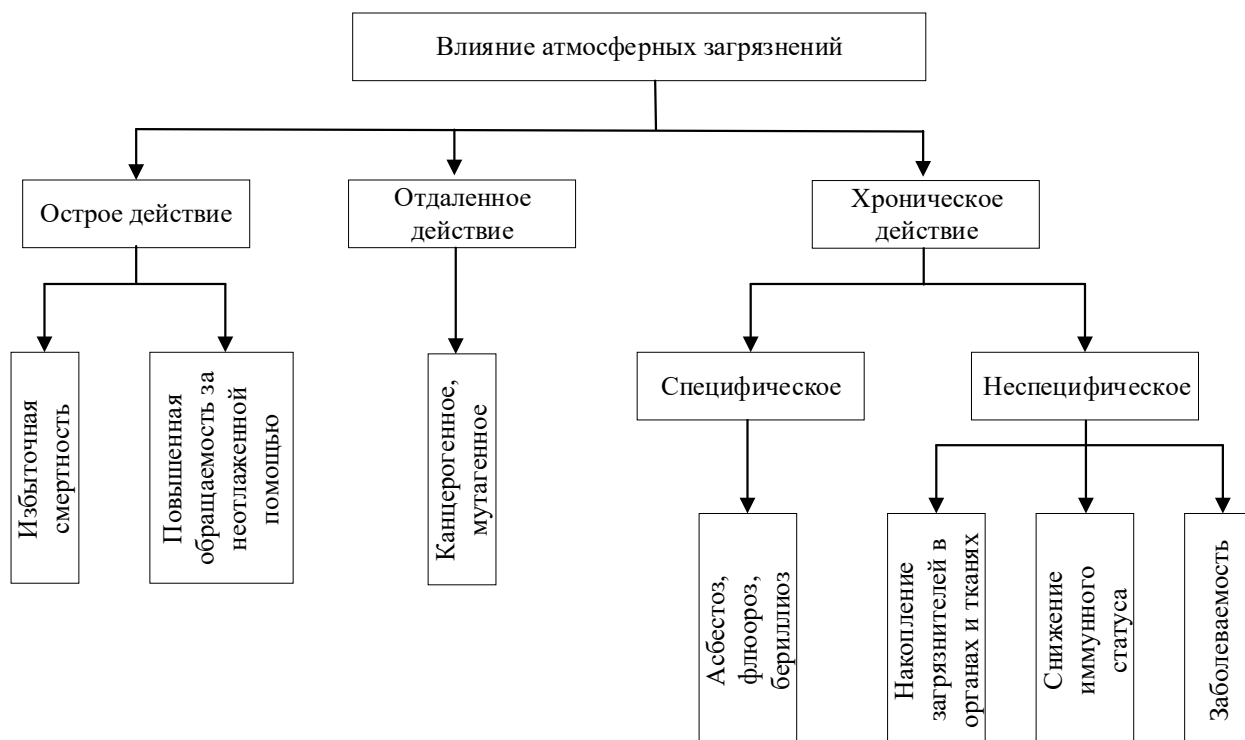 Влияние атмосферных загрязнений
Острое действие
Отдаленное
действие
Хроническое
действие
Избыточная
смертность
Повышенная
обращаемость за
неотлаженной
помощью
Канцерогенное,
мутагенное
Специфическое
Неспецифическое
Асбестоз,
флюороз,
бериллиоз
Накопление
загрязнителей в
органах и тканях
Снижение
иммунного
статуса
Заболеваемость